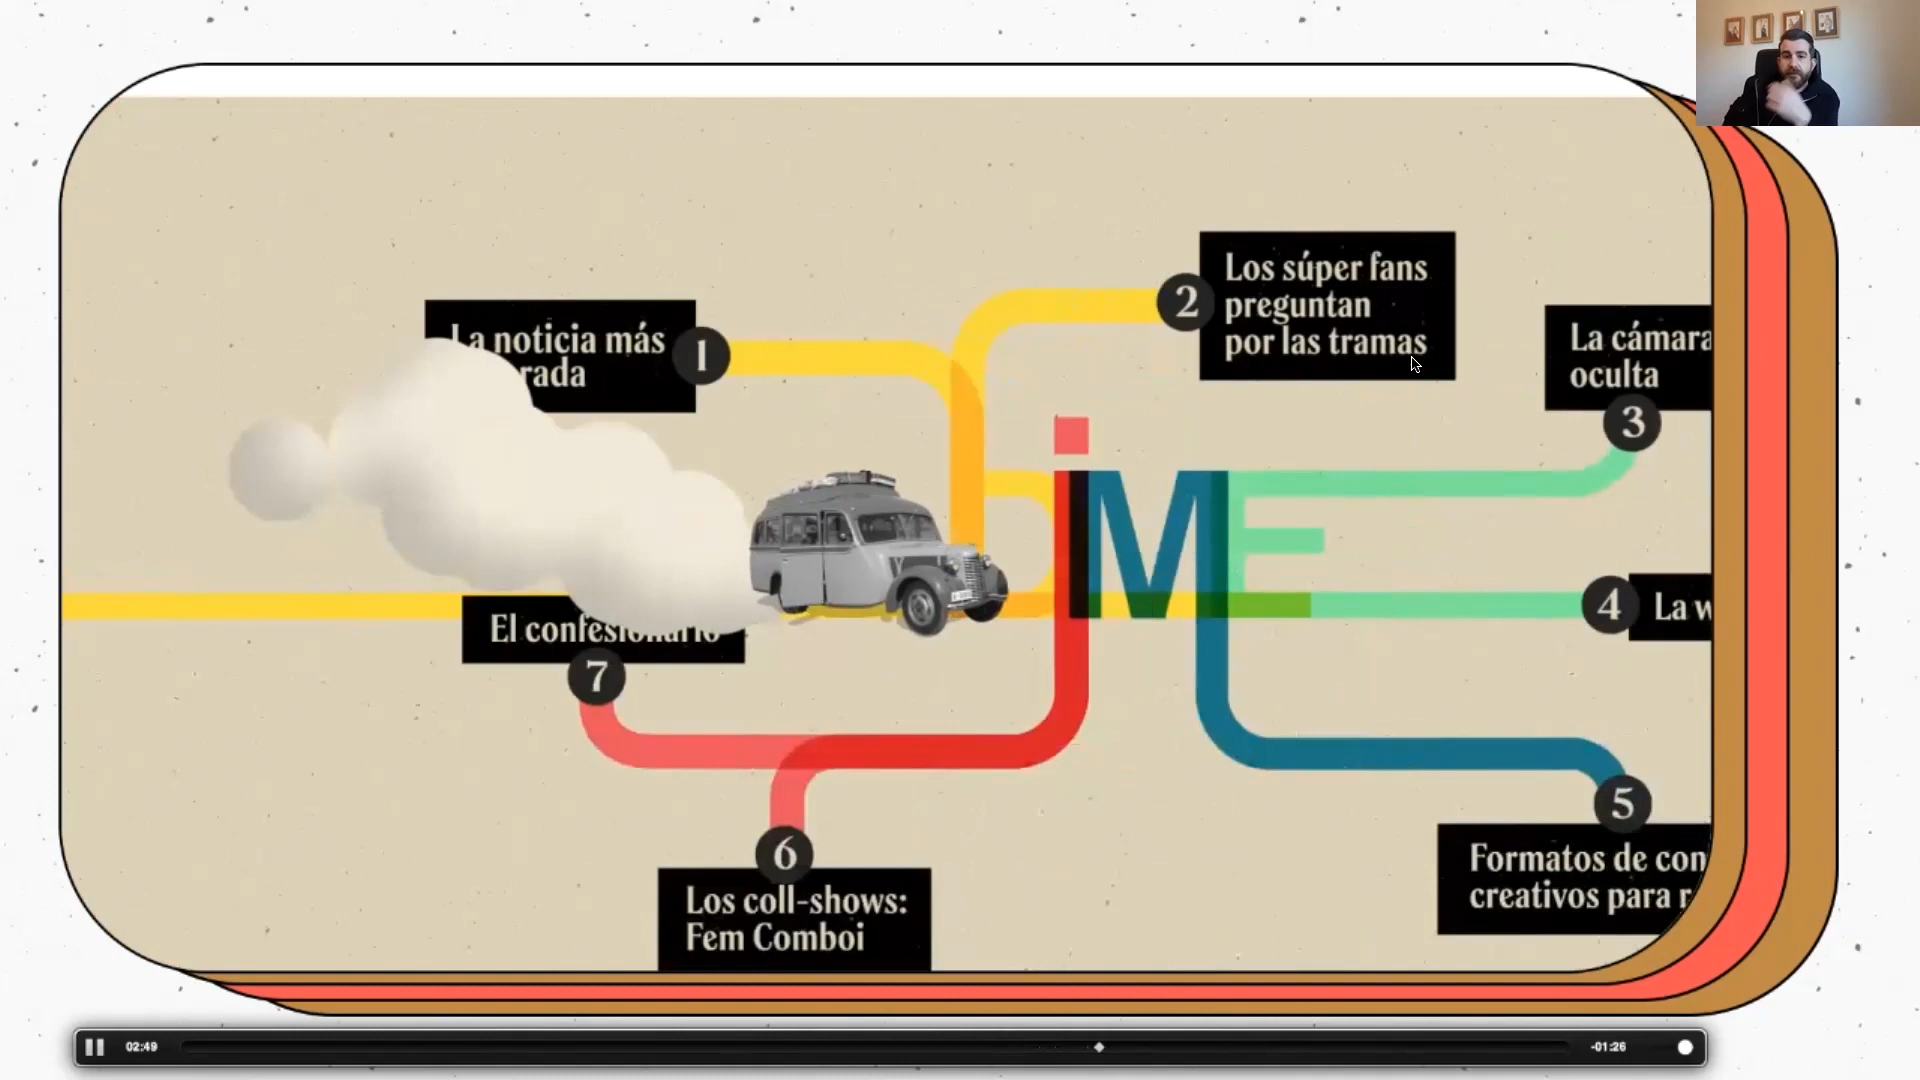 La noticia más
1
2
Los súper fans
preguntan
por las tramas
La cámara
oculta
3
iME
4
La w
El confesionario
7
5
Formatos de con
creativos para r
6
Los coll-shows:
Fem Comboi
02:49
-01:26